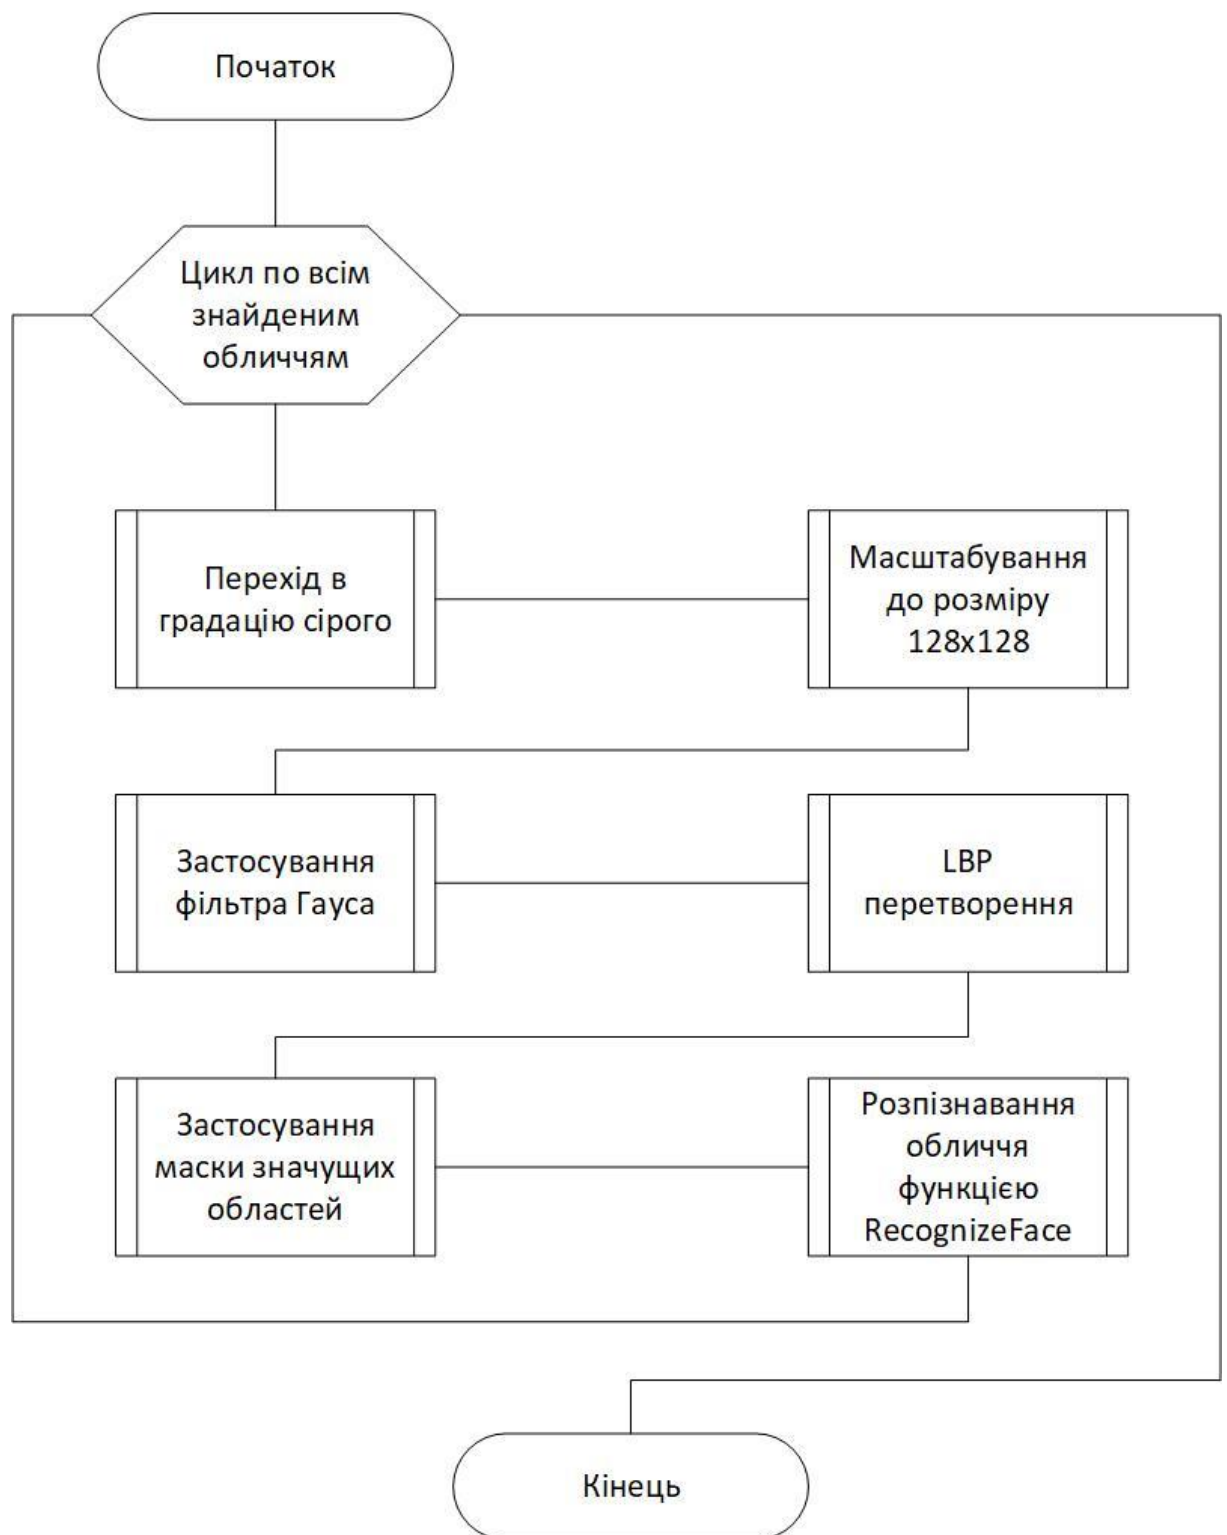 Початок
Цикл по всім
знайденим
обличчям
Перехід в
градацію сірого
Масштабування
до розміру
128x128
Застосування
фільтра Гауса
LBP
перетворення
Застосування
маски значущих
областей
Розпізнавання
обличчя
функцією
RecognizeFace
Кінець